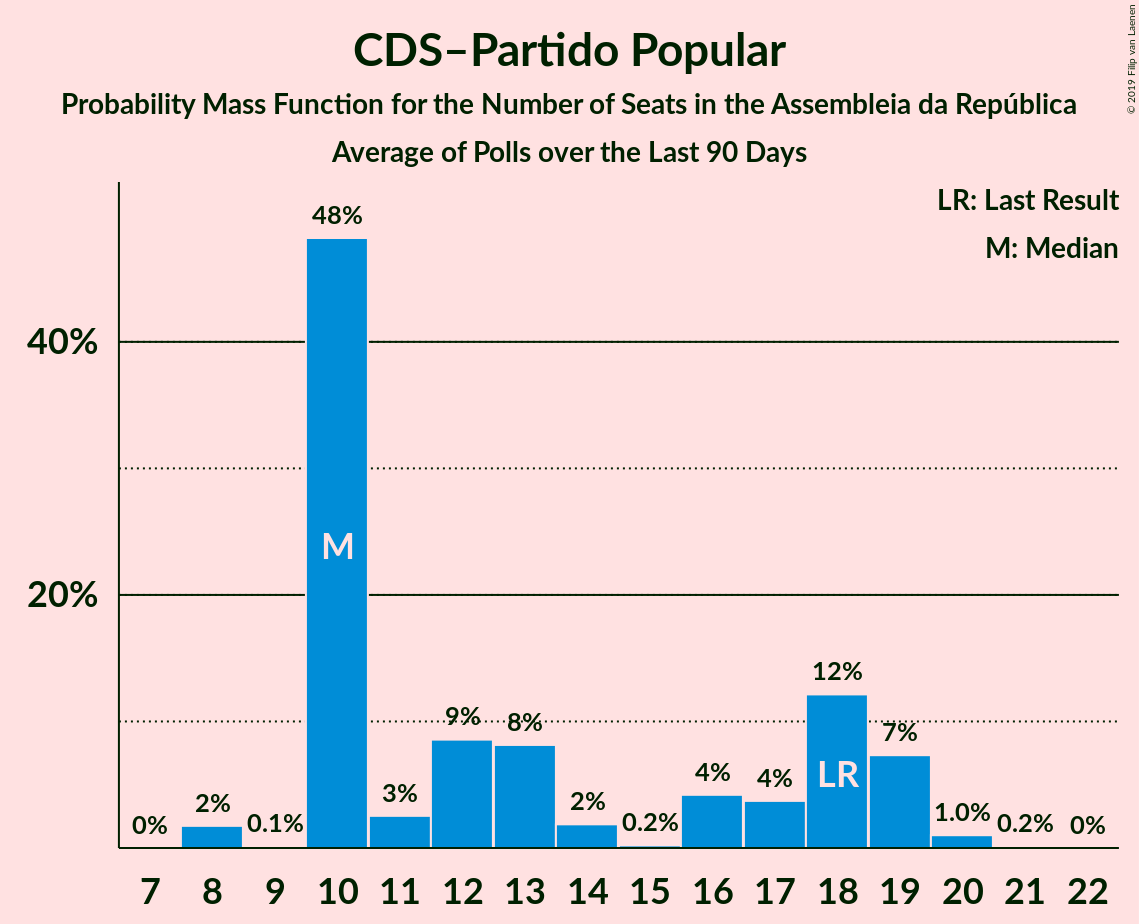 CDS–Partido Popular
Probability Mass Function for the Number of Seats in the Assembleia da República
Average of Polls over the Last 90 Days
© 2019 Filip van Laenen
LR: Last Result
M: Median
48%
40%
M
20%
12%
9%
8%
7%
LR
4%
4%
3%
2%
2%
0%
0.1%
0.2%
1.0%
0.2%
0%
7 8 9 10 11 12 13 14 15 16 17 18 19 20 21 22